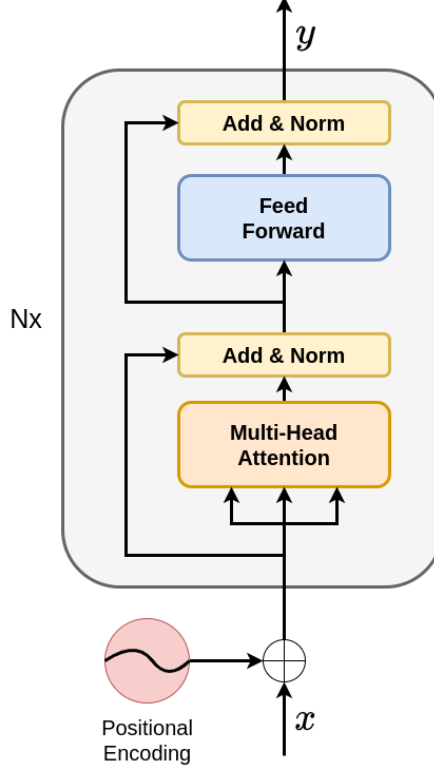 y
Add & Norm
Feed
Forward
Nx
Add & Norm
Multi-Head
Attention
x
Positional
Encoding